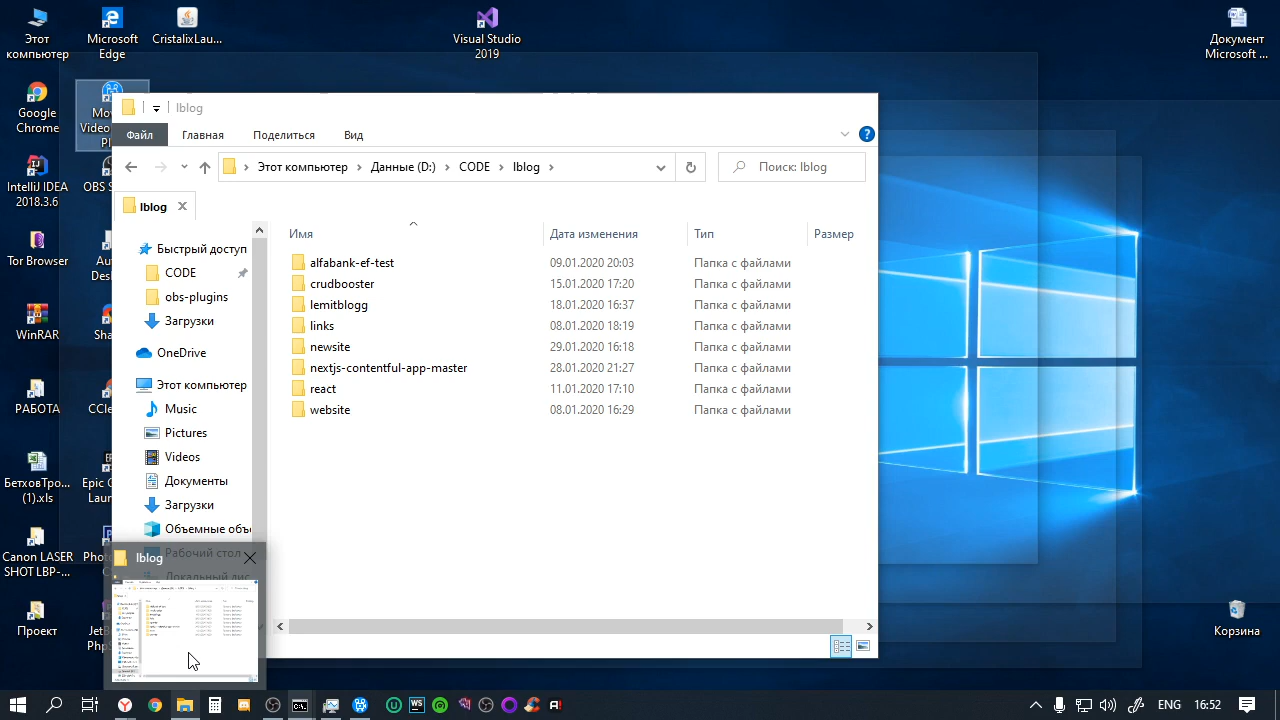 Этот
компьютер
Microsoft
Edge
CristalixLau...
Visual Studio
2019
Документ
Microsoft ...
Google
Chrome
IntelliJ IDEA
2018.3.6
OBS
Tor Browser
WinRAR
РАБОТА
БетховТро...
(1).xls
Epic
Canon LASER
SHOT LBP-...
Корзина
lblog
Файл
Главная
Поделиться
Вид
Этот компьютер
Данные (D:)
CODE
lblog
Поиск: lblog
lblog
Имя
Дата изменения
Тип
Размер
Быстрый доступ
CODE
obs-plugins
Загрузки
OneDrive
Этот компьютер
Music
Pictures
Videos
Документы
Загрузки
Объемные объ
Рабочий стол
Локальный дис
alfabank-ef-test 09.01.2020 20:03 Папка с файлами
crudbooster 15.01.2020 17:20 Папка с файлами
lemitblogg 18.01.2020 16:37 Папка с файлами
links 08.01.2020 18:19 Папка с файлами
newsite 29.01.2020 16:18 Папка с файлами
nextjs-contentful-app-master 28.01.2020 21:27 Папка с файлами
react 11.01.2020 17:10 Папка с файлами
website 08.01.2020 16:29 Папка с файлами
lblog
ENG
16:52